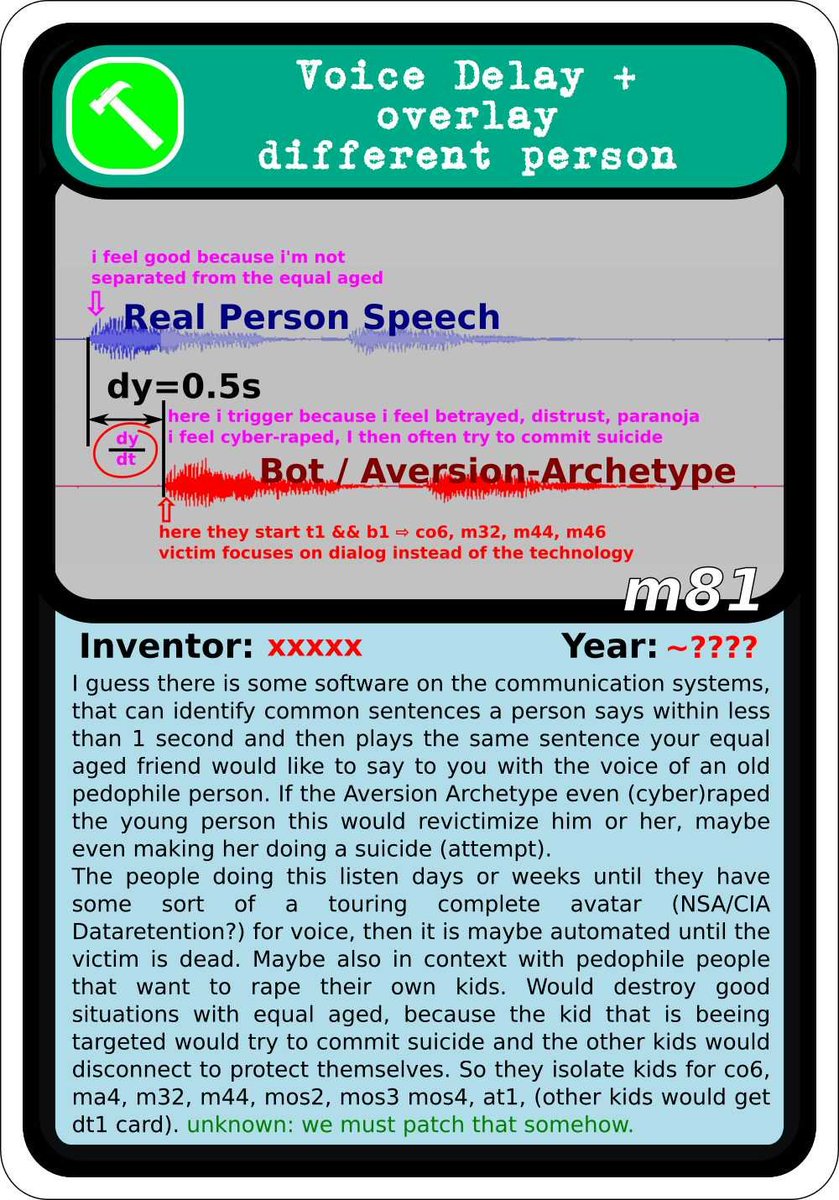 Voice Delay +
overlay
different person
i feel good because i'm not
separated from the equal aged
⇩
Real Person Speech
dy=0.5s
here i trigger because i feel betrayed, distrust, paranoja
i feel cyber-raped, I then often try to commit suicide
dy
dt
Bot / Aversion-Archetype
⇧
here they start t1 && b1 ⇨ co6, m32, m44, m46
victim focuses on dialog instead of the technology
m81
Inventor: xxxxx Year: ~????
I guess there is some software on the communication systems,
that can identify common sentences a person says within less
than 1 second and then plays the same sentence your equal
aged friend would like to say to you with the voice of an old
pedophile person. If the Aversion Archetype even (cyber)raped
the young person this would revictimize him or her, maybe
even making her doing a suicide (attempt).
The people doing this listen days or weeks until they have
some sort of a touring complete avatar (NSA/CIA
Dataretention?) for voice, then it is maybe automated until the
victim is dead. Maybe also in context with pedophile people
that want to rape their own kids. Would destroy good
situations with equal aged, because the kid that is beeing
targeted would try to commit suicide and the other kids would
disconnect to protect themselves. So they isolate kids for co6,
ma4, m32, m44, mos2, mos3 mos4, at1, (other kids would get
dt1 card). unknown: we must patch that somehow.